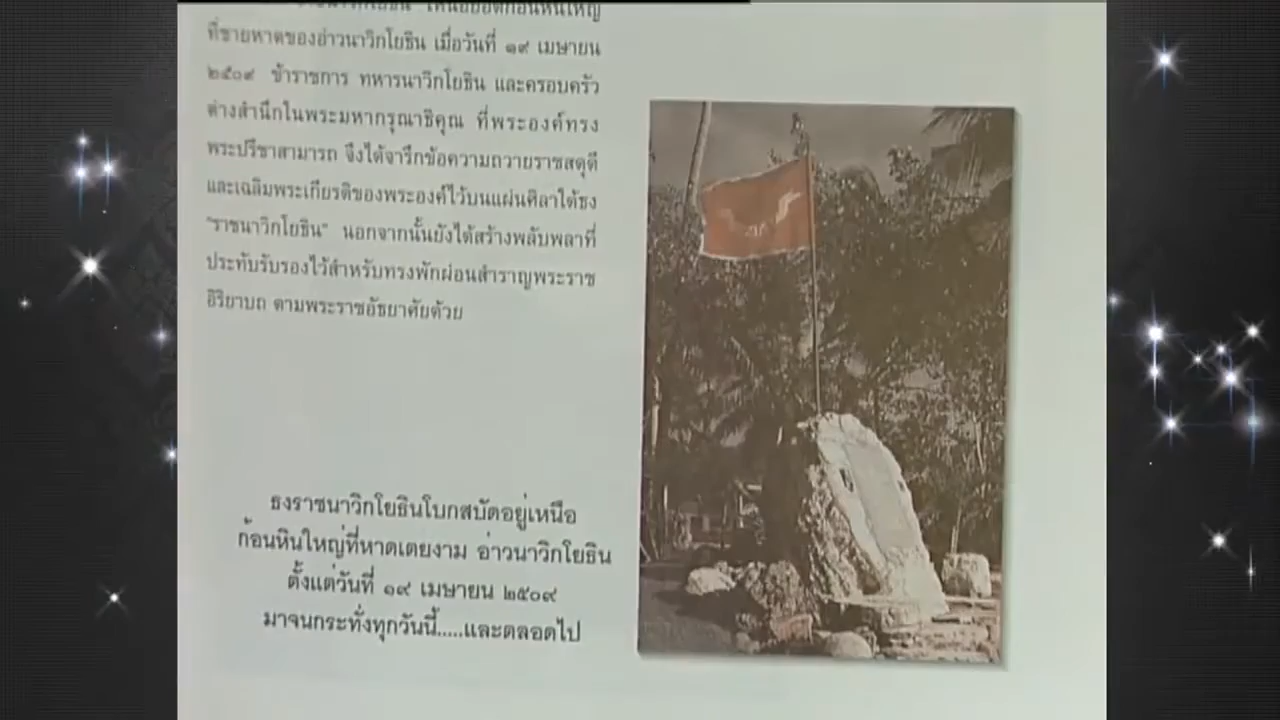 ที่ชายหาดของอ่าวนาวิกโยธิน เมื่อวันที่ ๑๙ เมษายน
๒๕๐๙ ข้าราชการ ทหารนาวิกโยธิน และครอบครัว
ต่างสำนึกในพระมหากรุณาธิคุณ ที่พระองค์ทรง
พระปรีชาสามารถ จึงได้จารึกข้อความถวายราชสดุดี
และเฉลิมพระเกียรติของพระองค์ไว้บนแผ่นศิลาใต้ธง
"ราชนาวิกโยธิน" นอกจากนั้นยังได้สร้างพลับพลาที่
ประทับรับรองไว้สำหรับทรงพักผ่อนสำราญพระราช
อิริยาบถ ตามพระราชอัธยาศัยด้วย
ธงราชนาวิกโยธินโบกสบัดอยู่เหนือ
ก้อนหินใหญ่ที่หาดเตยงาม อ่าวนาวิกโยธิน
ตั้งแต่วันที่ ๑๙ เมษายน ๒๕๐๙
มาจนกระทั่งทุกวันนี้.....และตลอดไป